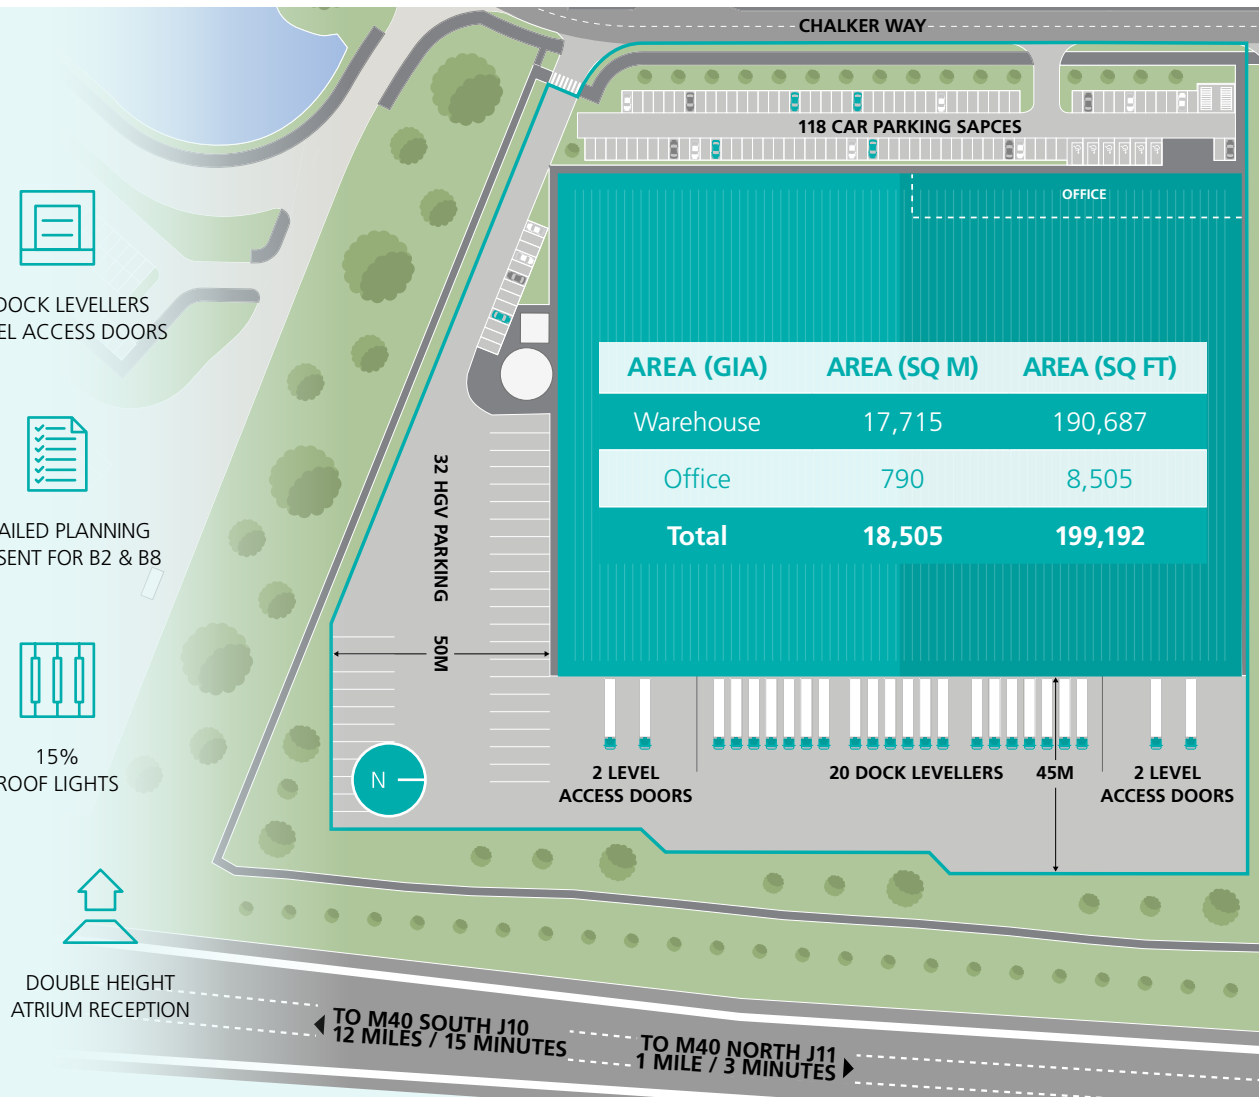 CHALKER WAY
118 CAR PARKING SAPCES
OFFICE
DOCK LEVELLERS
ACCESS DOORS
PLANNING
FOR B2 & B8
15%
ROOF LIGHTS
DOUBLE HEIGHT
ATRIUM RECEPTION
AREA (GIA) AREA (SQ M) AREA (SQ FT)
Warehouse 17,715 190,687
Office 790 8,505
Total 18,505 199,192
32 HGV PARKING
50M
N
2 LEVEL
ACCESS DOORS
20 DOCK LEVELLERS
45M
2 LEVEL
ACCESS DOORS
TO M40 SOUTH J10
12 MILES / 15 MINUTES
TO M40 NORTH J11
1 MILE / 3 MINUTES